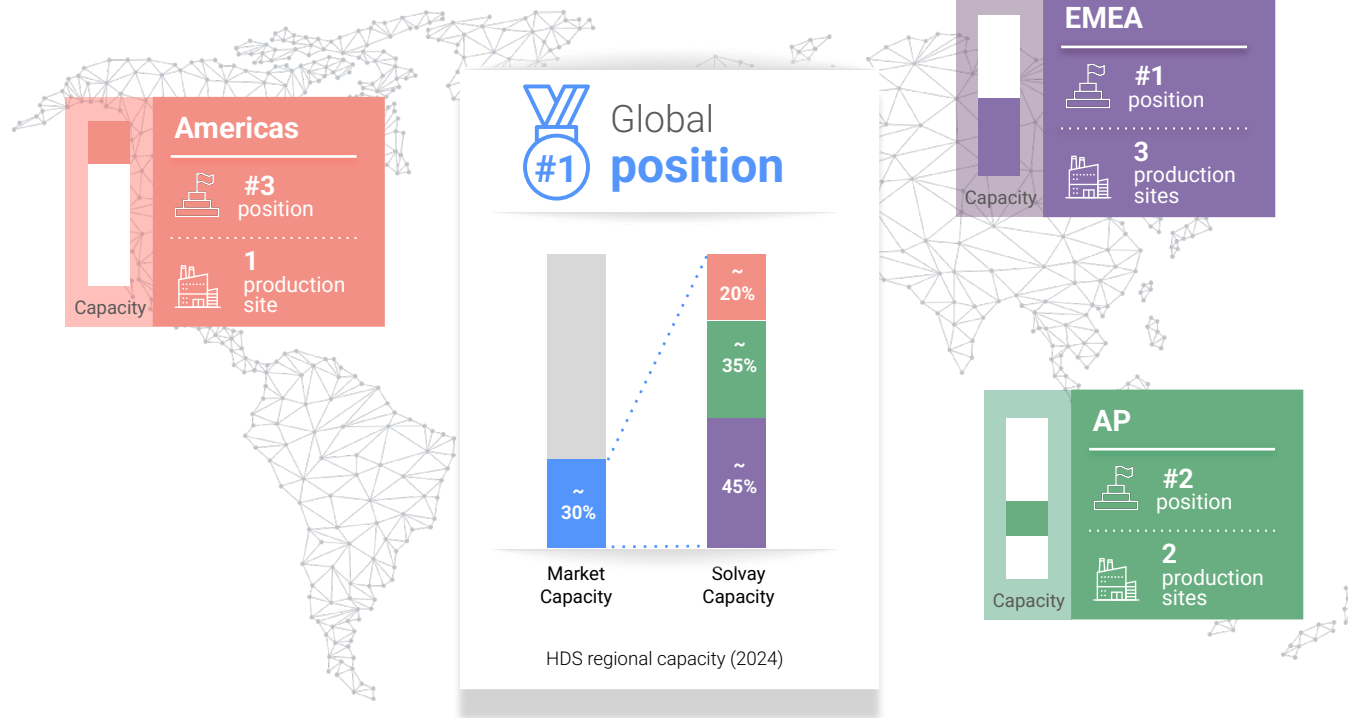 Americas
#3
position
1
production
site
Capacity
#1
Global
position
~
30%
~
20%
~
35%
~
45%
Market
Capacity
Solvay
Capacity
HDS regional capacity (2024)
EMEA
#1
position
3
production
sites
Capacity
AP
#2
position
2
production
sites
Capacity